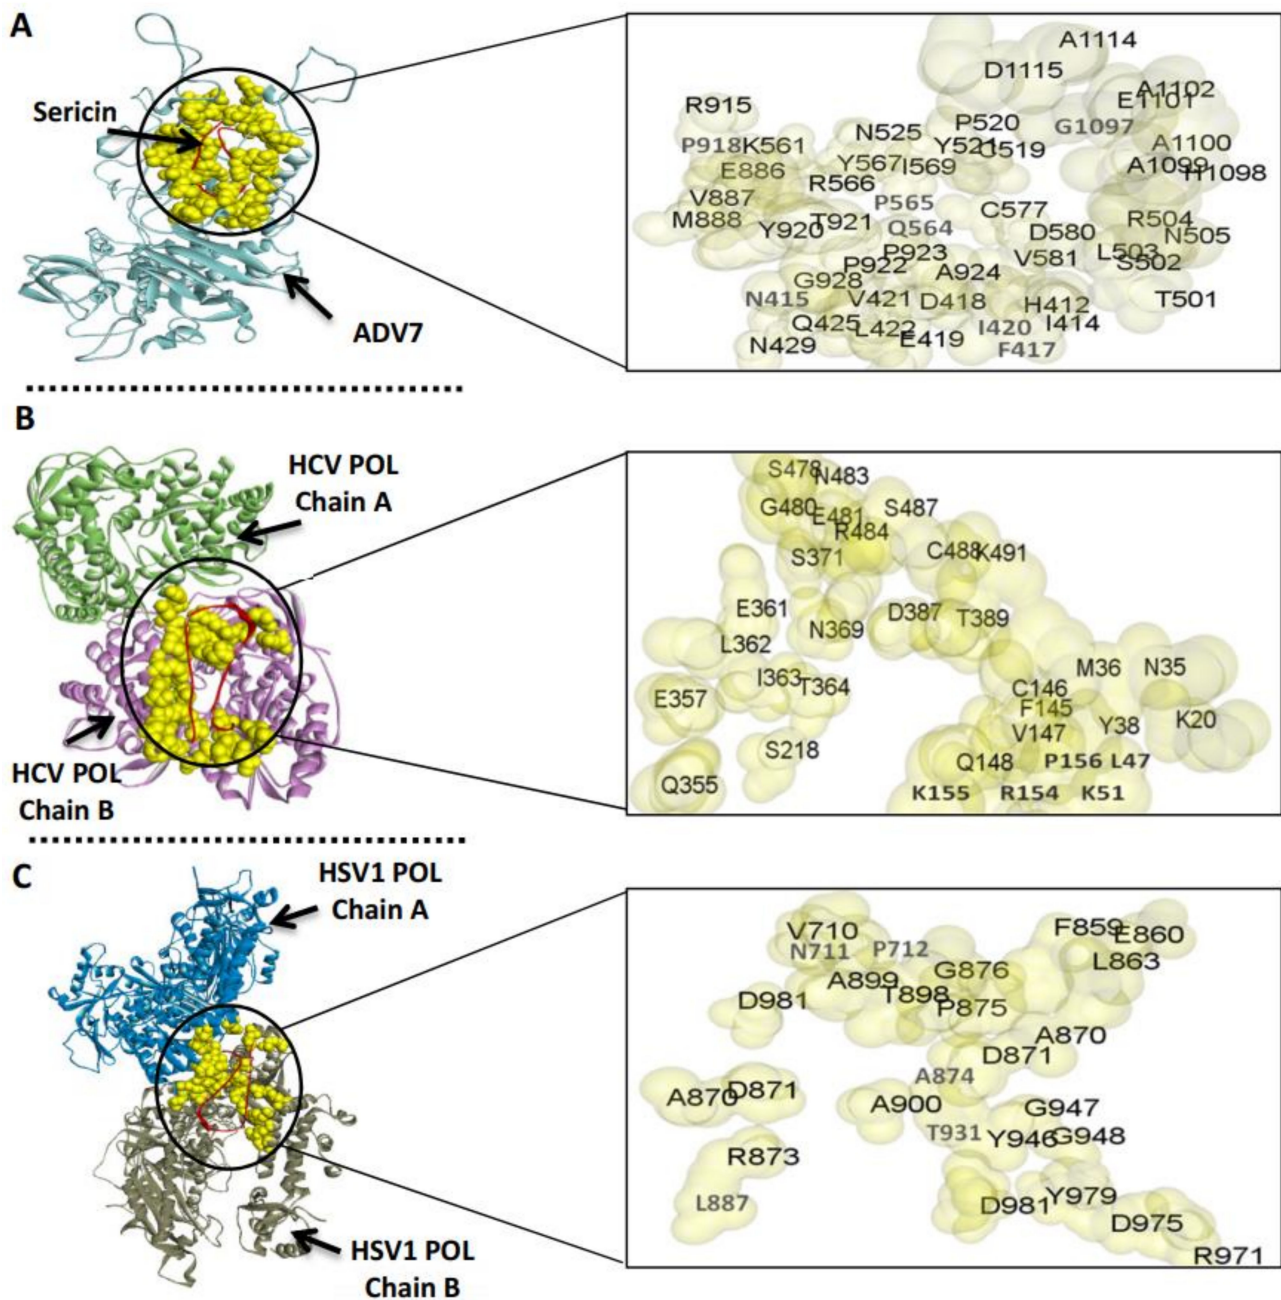 A
Sericin
ADV7
A1114
D1115
A1102
E1101
R915
P520
G1097
N525
P918 K561
Y521
A1100
E886
Y567 I569
A1099
H1098
R566
V887
P565
C577
R504
M888
T921
Q564
Y920
D580
N505
P923
V581
L503
S502
P922
A924
G928
N415
V421
D418
H412
T501
Q425
L422
I420
I414
N429
E419
F417
B
HCV POL
Chain A
HCV POL
Chain B
S478
N483
G480
E481
S487
R484
S371
C488
K491
E361
D387
T389
N369
L362
M36
N35
I363
T364
C146
E357
F145
K20
V147
Y38
S218
Q148
P156
L47
Q355
K155
R154
K51
C
HSV1 POL
Chain A
HSV1 POL
Chain B
V710
F859
E860
N711
P712
L863
A899
G876
D981
T898
P875
A870
D871
A874
A870
D871
A900
G947
T931
Y946
G948
R873
L887
D981
Y979
D975
R971